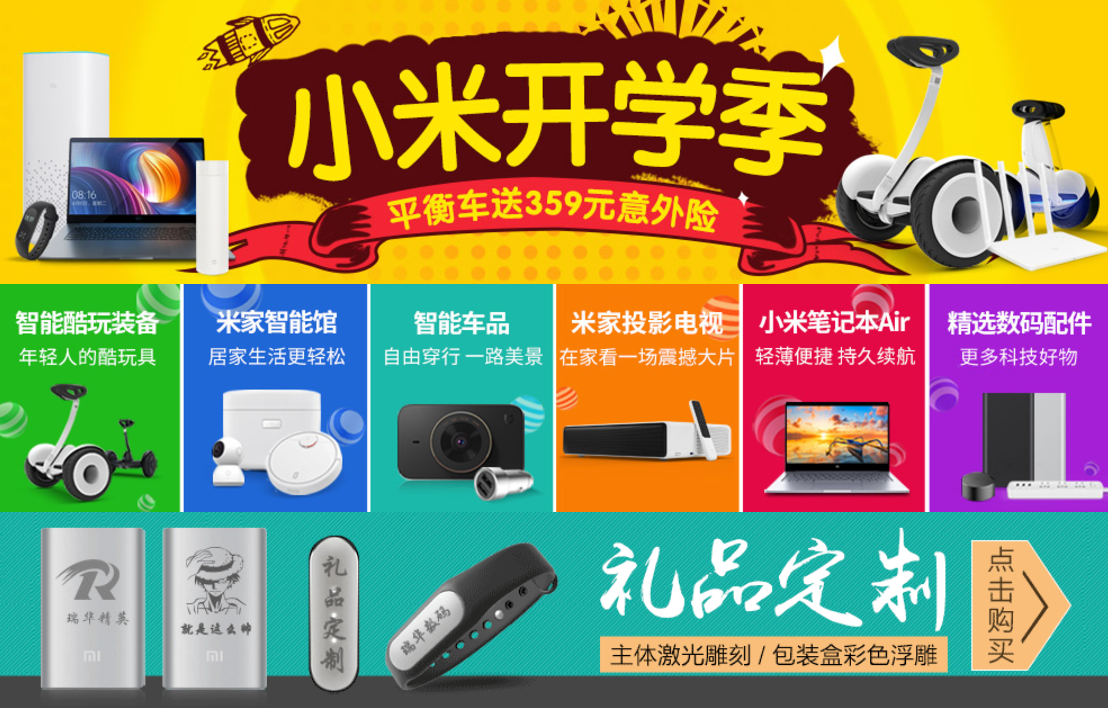 小米开学季
平衡车送359元意外险
08:16
智能酷玩装备
年轻人的酷玩具
米家智能馆
居家生活更轻松
智能车品
自由穿行 一路美景
米家投影电视
在家看一场震撼大片
小米笔记本Air
轻薄便捷 持久续航
精选数码配件
更多科技好物
瑞华精英
mi
就是这么帅
mi
礼品定制
瑞华数码
礼品定制
主体激光雕刻 / 包装盒彩色浮雕
点击购买